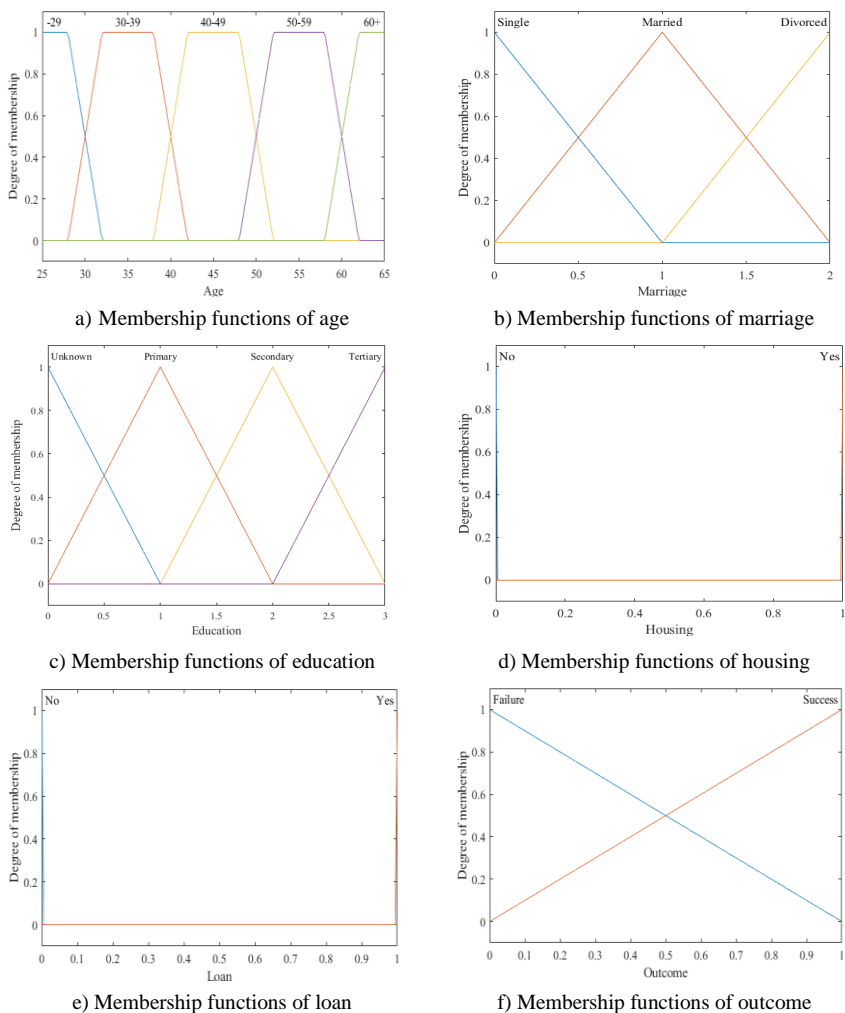 -29 30-39 40-49 50-59 60+
1
0.8
0.6
0.4
0.2
0
Degree of membership
25 30 35 40 45 50 55 60 65
Age
a) Membership functions of age
Single Married Divorced
1
0.8
0.6
0.4
0.2
0
Degree of membership
0 0.5 1 1.5 2
Marriage
b) Membership functions of marriage
Unknown Primary Secondary Tertiary
1
0.8
0.6
0.4
0.2
0
Degree of membership
0 0.5 1 1.5 2 2.5 3
Education
c) Membership functions of education
No Yes
1
0.8
0.6
0.4
0.2
0
Degree of membership
0 0.2 0.4 0.6 0.8 1
Housing
d) Membership functions of housing
No Yes
1
0.8
0.6
0.4
0.2
0
Degree of membership
0 0.1 0.2 0.3 0.4 0.5 0.6 0.7 0.8 0.9 1
Loan
e) Membership functions of loan
Failure Success
1
0.8
0.6
0.4
0.2
0
Degree of membership
0 0.1 0.2 0.3 0.4 0.5 0.6 0.7 0.8 0.9 1
Outcome
f) Membership functions of outcome